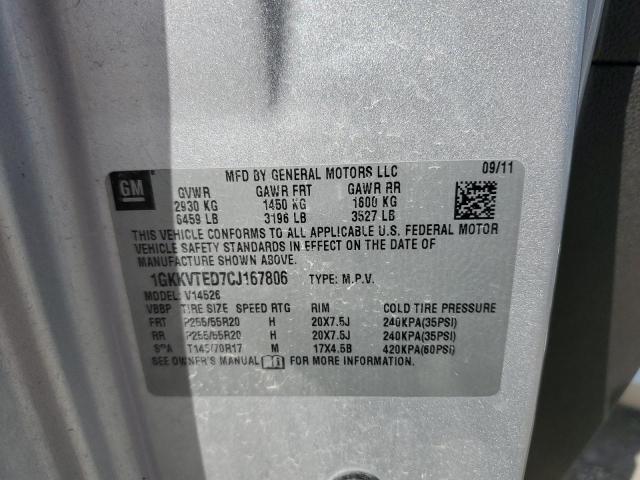 GM
MFD BY GENERAL MOTORS LLC 09/11
GVWR GAWR FRT GAWR RR
2930 KG 1450 KG 1600 KG
6459 LB 3196 LB 3527 LB
THIS VEHICLE CONFORMS TO ALL APPLICABLE U.S. FEDERAL MOTOR
VEHICLE SAFETY STANDARDS IN EFFECT ON THE DATE OF
MANUFACTURE SHOWN ABOVE.
1GKKVTED7CJ167806 TYPE: M.P.V.
MODEL: V14526
VBBP TIRE SIZE SPEED RTG RIM COLD TIRE PRESSURE
FRT P255/55R20 H 20X7.5J 240KPA(35PSI)
RR P255/55R20 H 20X7.5J 240KPA(35PSI)
SPA T145/70R17 M 17X4.5B 420KPA(60PSI)
SEE OWNER'S MANUAL FOR MORE INFORMATION.